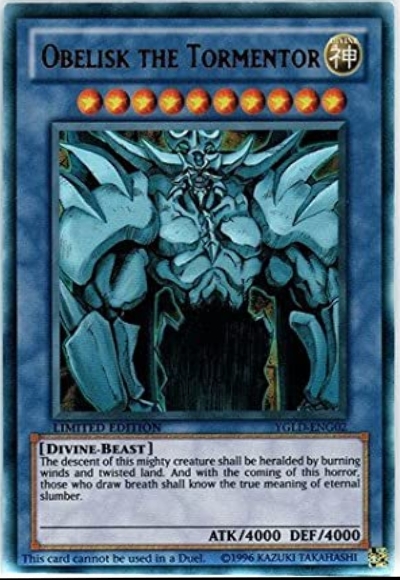 OBELISK THE TORMENTOR
DIVINE
神
LIMITED EDITION
YGLD-ENG02
[DIVINE-BEAST]
The descent of this mighty creature shall be heralded by burning
winds and twisted land. And with the coming of this horror,
those who draw breath shall know the true meaning of eternal
slumber.
ATK/4000 DEF/4000
This card cannot be used in a Duel. ©1996 KAZUKI TAKAHASHI